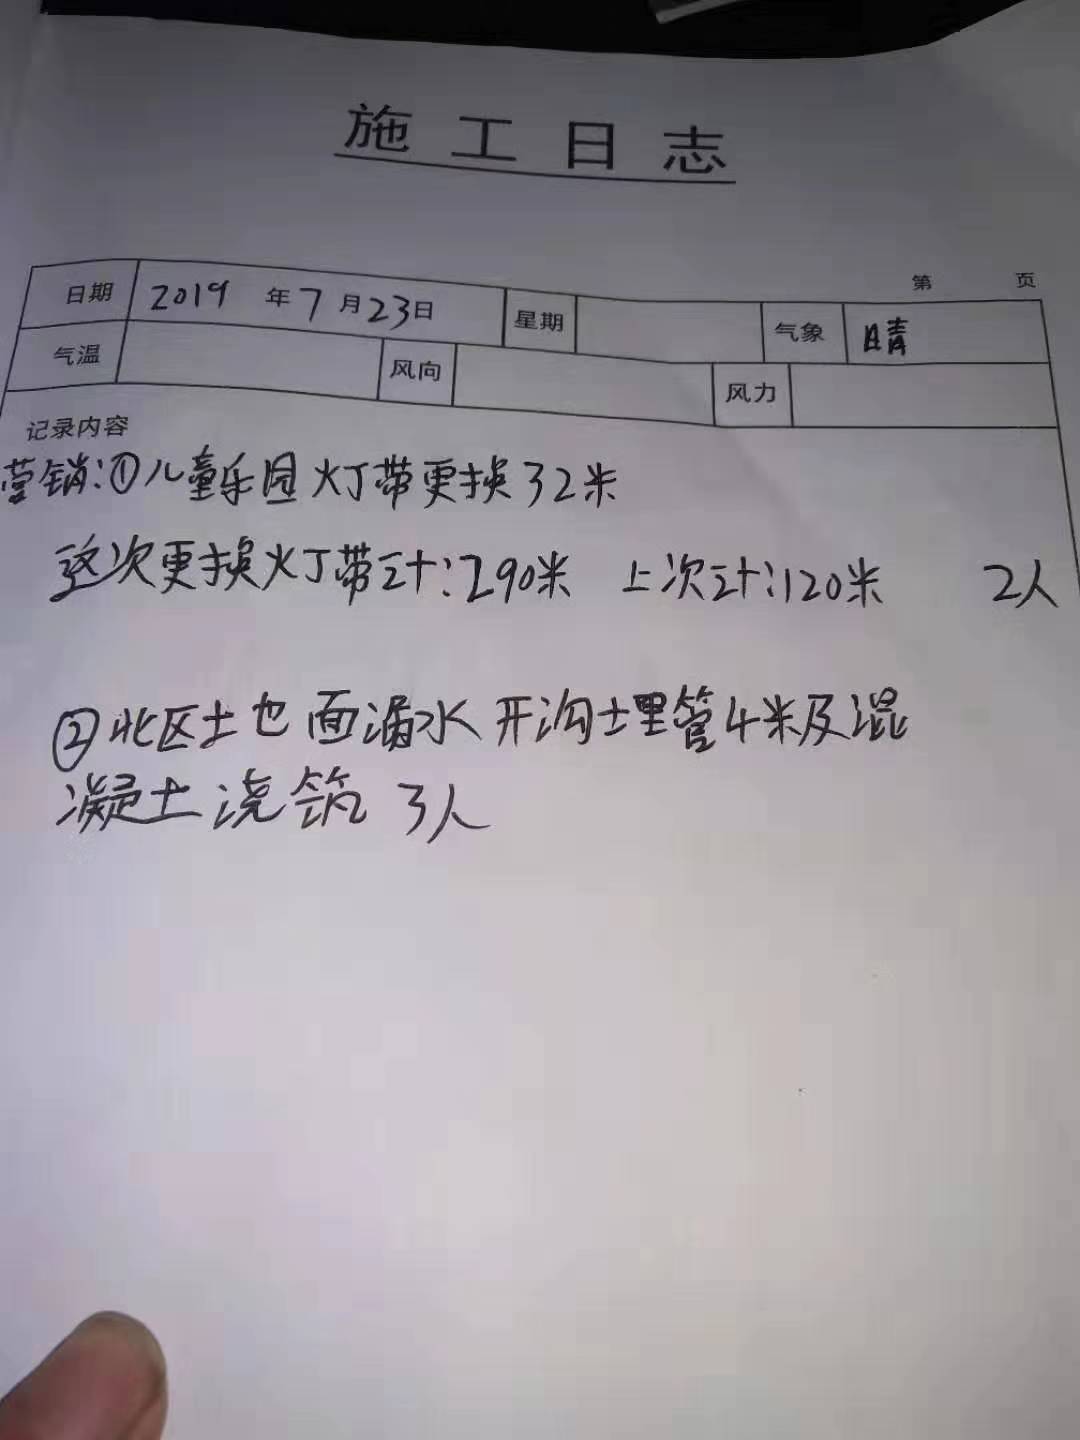 施工日志
第 页
日期 2019年7月23日 星期 气象 晴
气温 风向 风力
记录内容
营销:①儿童乐园灯带更换32米
这次更换灯带计:290米 上次计:120米 2人
②北区地面漏水开沟埋管4米及混
凝土浇筑 3人